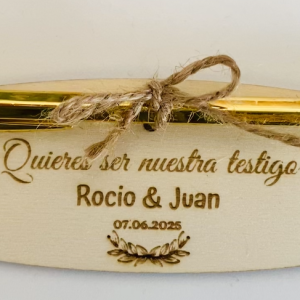 Quieres ser nuestra testigo
Rocio & Juan
07.06.2025